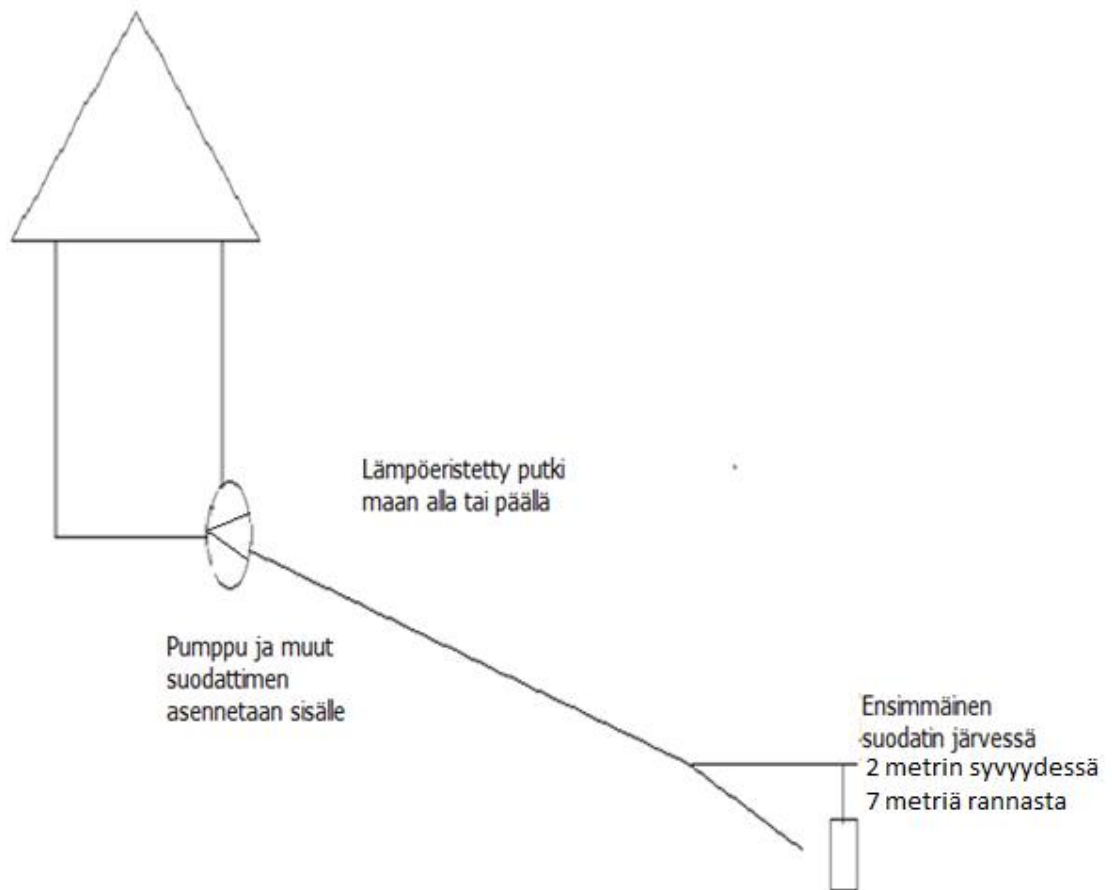 Lämpöeristetty putki
maan alla tai päällä
Pumppu ja muut
suodattimen
asennetaan sisälle
Ensimmäinen
suodatin järvessä
2 metrin syvyydessä
7 metriä rannasta